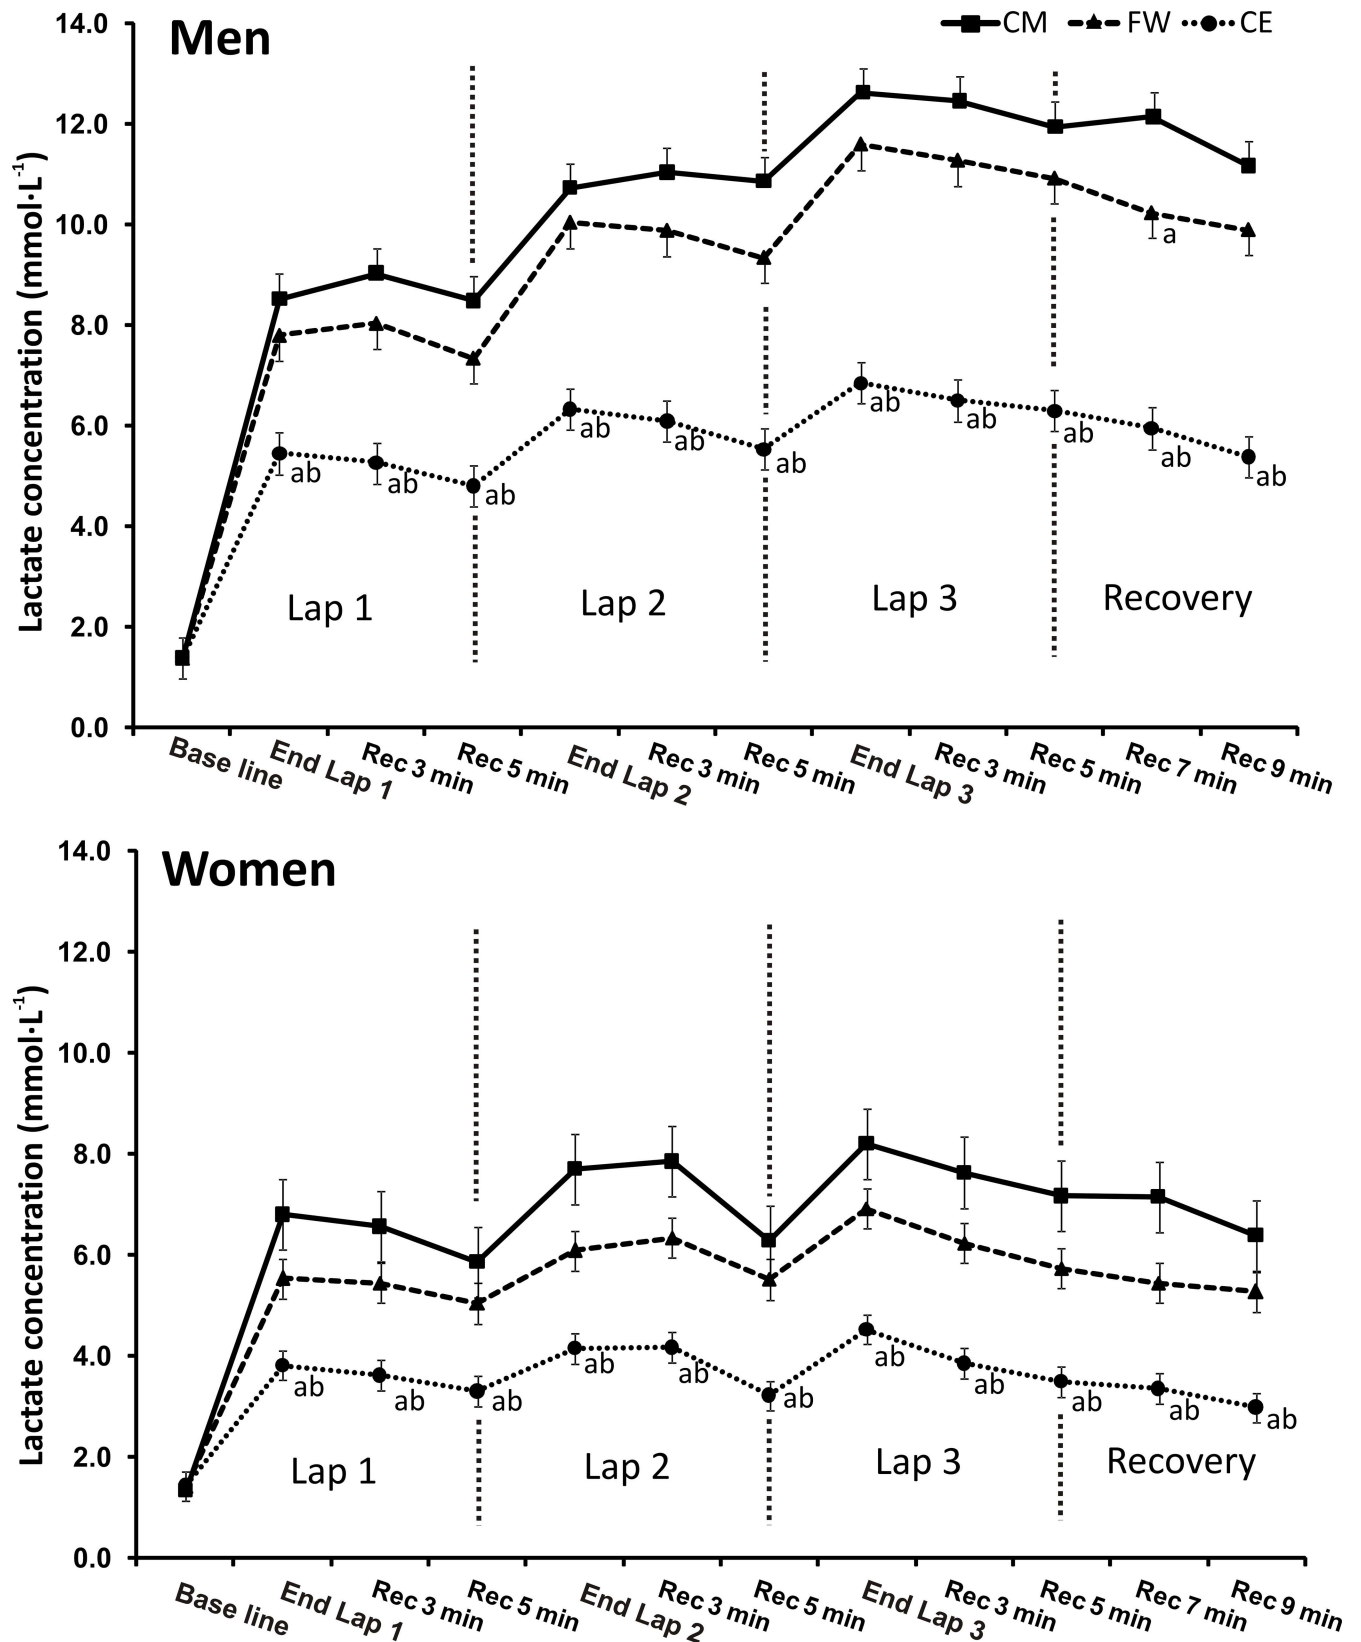 Men
CM FW CE
Lactate concentration (mmol·L⁻¹)
14.0
12.0
10.0
8.0
6.0
4.0
2.0
0.0
a
ab ab ab ab ab ab ab ab ab ab ab
Lap 1 Lap 2 Lap 3 Recovery
Base line End Lap 1 Rec 3 min Rec 5 min End Lap 2 Rec 3 min Rec 5 min End Lap 3 Rec 3 min Rec 5 min Rec 7 min Rec 9 min
Women
Lactate concentration (mmol·L⁻¹)
14.0
12.0
10.0
8.0
6.0
4.0
2.0
0.0
ab ab ab ab ab ab ab ab ab ab ab
Lap 1 Lap 2 Lap 3 Recovery
Base line End Lap 1 Rec 3 min Rec 5 min End Lap 2 Rec 3 min Rec 5 min End Lap 3 Rec 3 min Rec 5 min Rec 7 min Rec 9 min